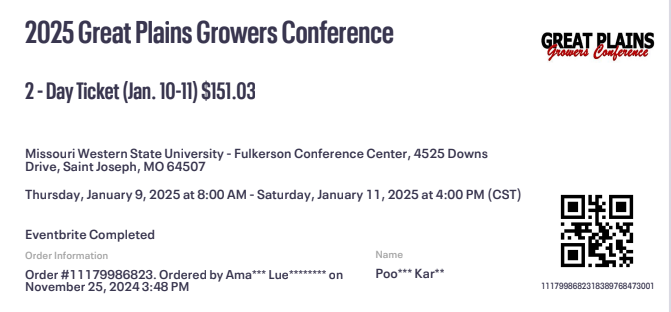 2025 Great Plains Growers Conference
GREAT PLAINS
Growers Conference
2 - Day Ticket (Jan. 10-11) $151.03
Missouri Western State University - Fulkerson Conference Center, 4525 Downs
Drive, Saint Joseph, MO 64507
Thursday, January 9, 2025 at 8:00 AM - Saturday, January 11, 2025 at 4:00 PM (CST)
Eventbrite Completed
Order Information
Order #11179986823. Ordered by Ama*** Lue******** on
November 25, 2024 3:48 PM
Name
Poo*** Kar**
1117998682318389768473001